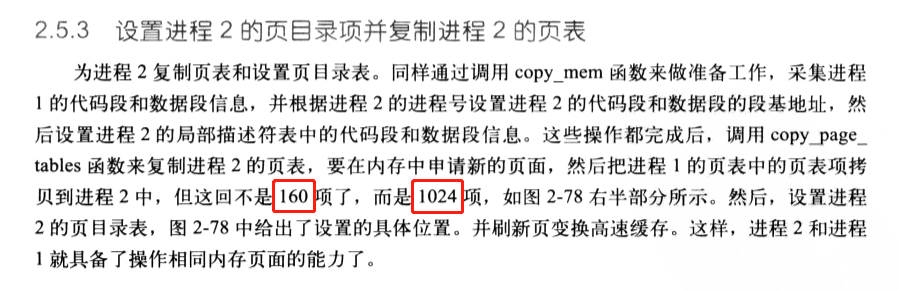 2.5.3 设置进程 2 的页目录项并复制进程 2 的页表
为进程 2 复制页表和设置页目录表。同样通过调用 copy_mem 函数来做准备工作，采集进程
1 的代码段和数据段信息，并根据进程 2 的进程号设置进程 2 的代码段和数据段的段基地址，然
后设置进程 2 的局部描述符表中的代码段和数据段信息。这些操作都完成后，调用 copy_page_
tables 函数来复制进程 2 的页表，要在内存中申请新的页面，然后把进程 1 的页表中的页表项拷
贝到进程 2 中，但这回不是 160 项了，而是 1024 项，如图 2-78 右半部分所示。然后，设置进程
2 的页目录表，图 2-78 中给出了设置的具体位置。并刷新页变换高速缓存。这样，进程 2 和进程
1 就具备了操作相同内存页面的能力了。